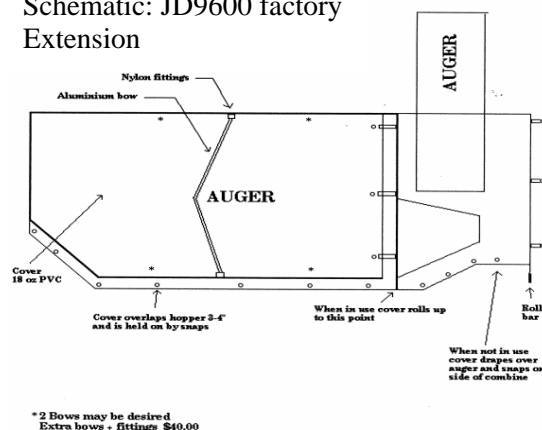 Schematic: JD9600 factory
Extension
AUGER
Nylon fittings
Aluminium bow
*
*
AUGER
*
*
Cover
18 oz PVC
Cover overlaps hopper 3-4"
and is held on by snaps
When in use cover rolls up
to this point
Roll
bar
When not in use
cover drapes over
auger and snaps on
side of combine
*2 Bows may be desired
Extra bows + fittings $40.00